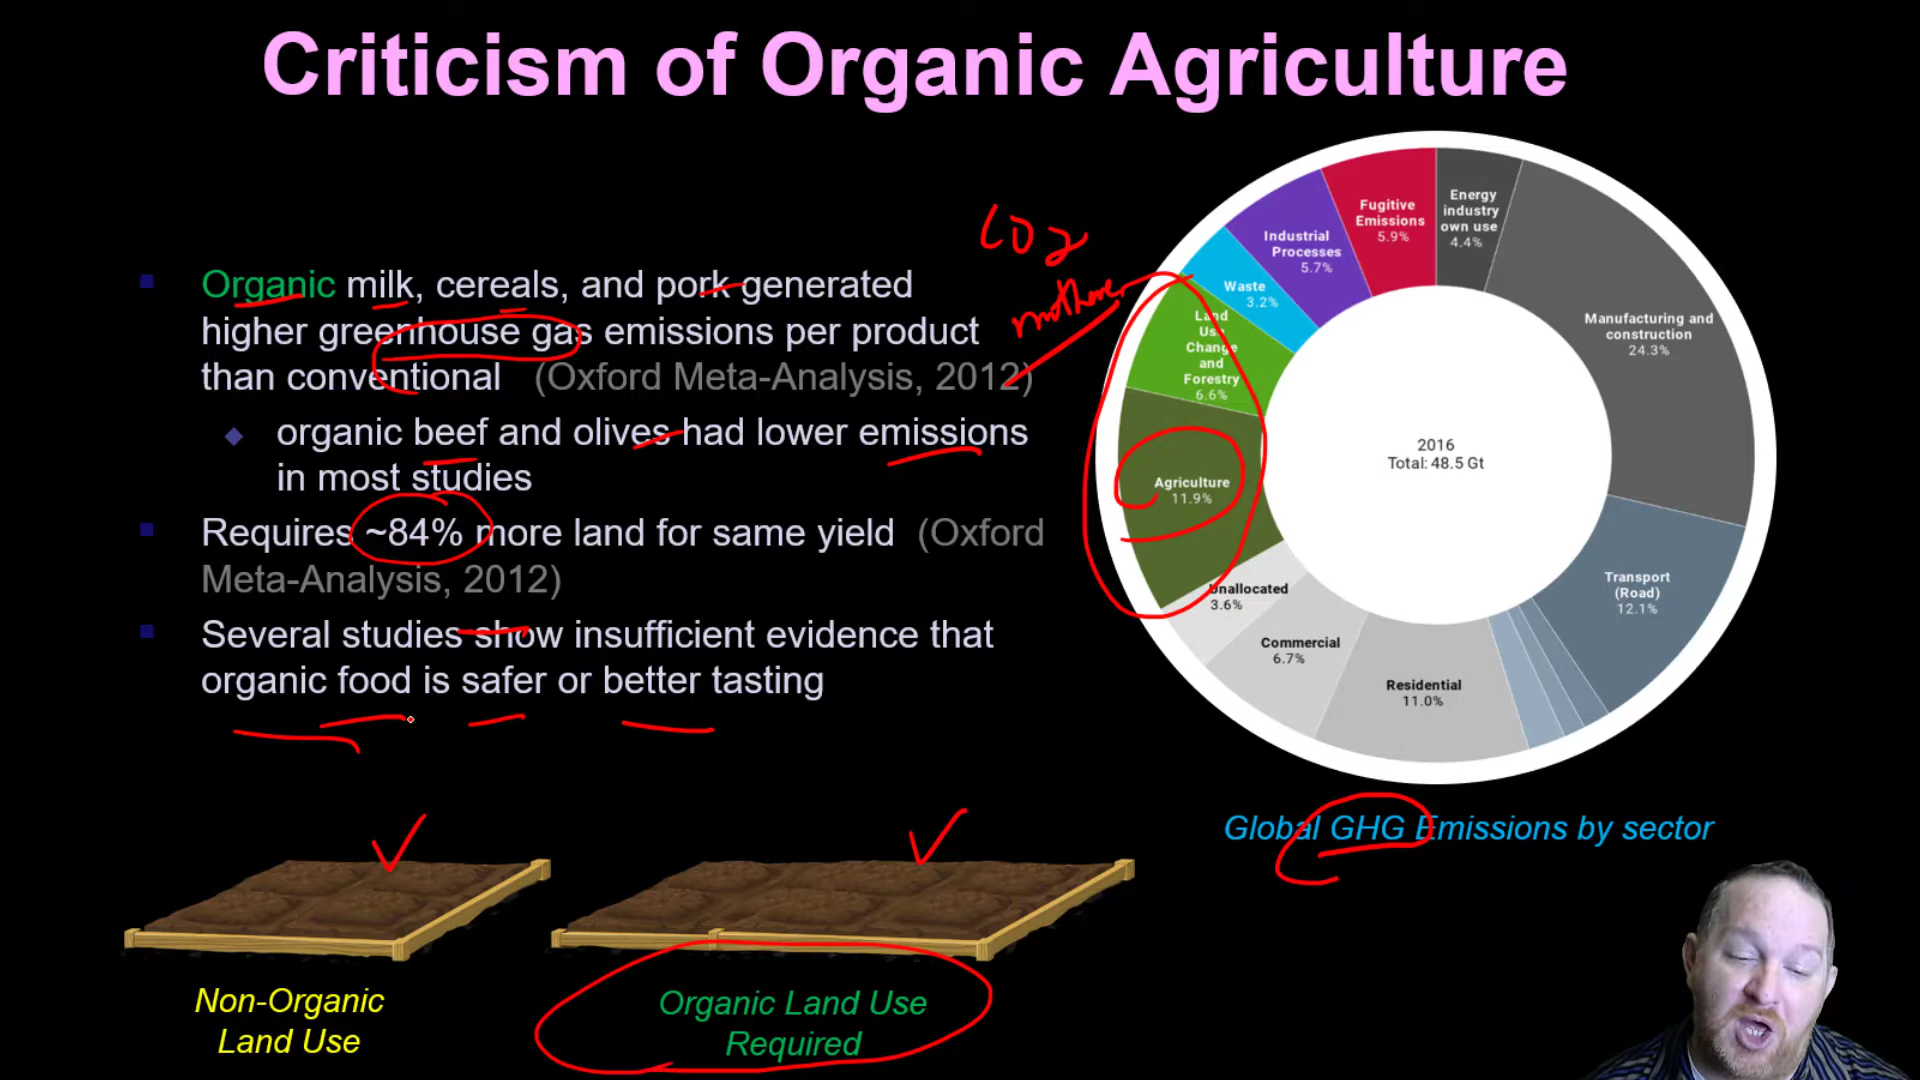 Criticism of Organic Agriculture
Organic milk, cereals, and pork generated
higher greenhouse gas emissions per product
than conventional (Oxford Meta-Analysis, 2012)
organic beef and olives had lower emissions
in most studies
Requires ~84% more land for same yield (Oxford
Meta-Analysis, 2012)
Several studies show insufficient evidence that
organic food is safer or better tasting
CO2
Energy
industry
own use
4.4%
Manufacturing and
construction
24.3%
Transport
(Road)
12.1%
Residential
11.0%
Commercial
6.7%
Unallocated
3.6%
Agriculture
11.9%
Land
Use
Change
and
Forestry
6.6%
Waste
3.2%
Industrial
Processes
5.7%
Fugitive
Emissions
5.9%
2016
Total: 48.5 Gt
Global GHG Emissions by sector
Non-Organic
Land Use
Organic Land Use
Required